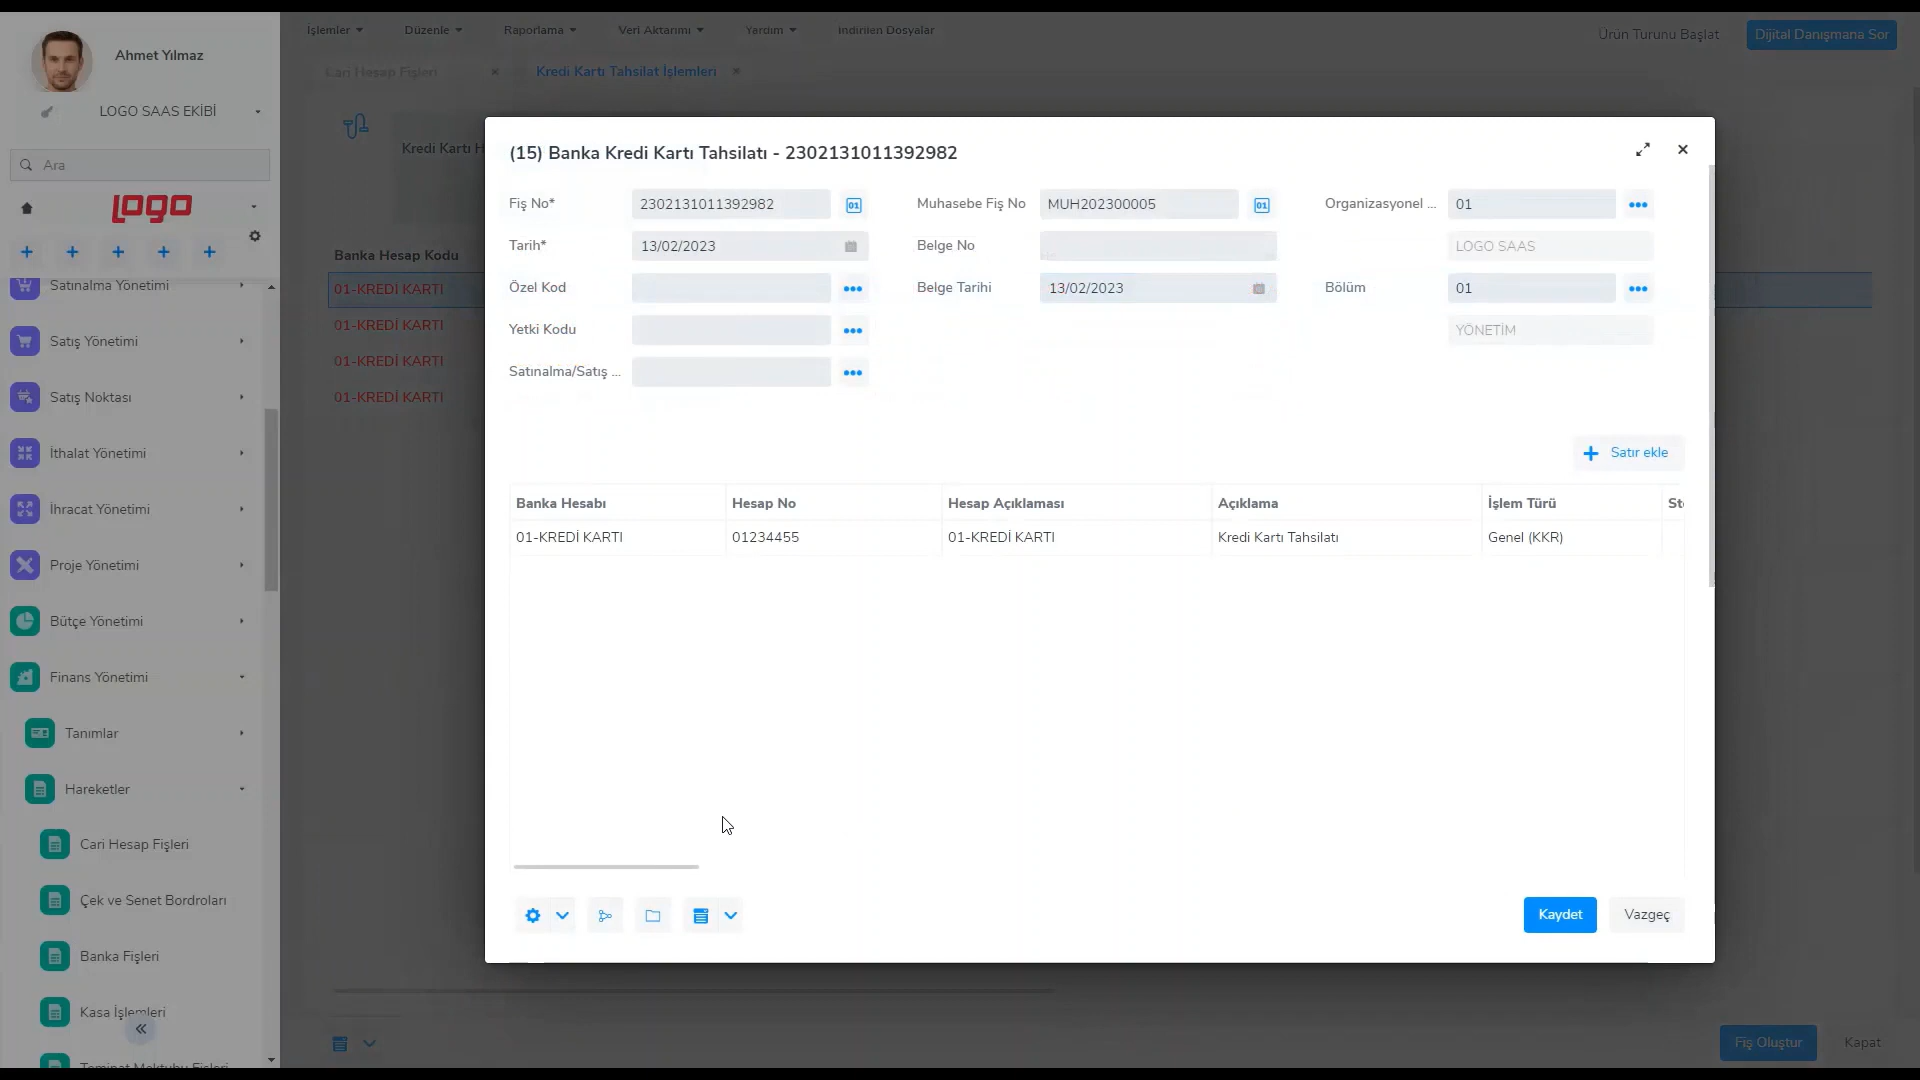 Ahmet Yılmaz
LOGO SAAS EKİBİ
Ara
LOGO
Satınalma Yönetimi
Satış Yönetimi
Satış Noktası
İthalat Yönetimi
İhracat Yönetimi
Proje Yönetimi
Bütçe Yönetimi
Finans Yönetimi
Tanımlar
Hareketler
Cari Hesap Fişleri
Çek ve Senet Bordroları
Banka Fişleri
Kasa İşlemleri
Teminat Mektubu Fişleri
İşlemler Düzenle Raporlama Veri Aktarımı Yardım İndirilen Dosyalar
Ürün Turunu Başlat Dijital Danışmana Sor
Cari Hesap Fişleri × Kredi Kartı Tahsilat İşlemleri ×
Kredi Kartı H
Banka Hesap Kodu
01-KREDİ KARTI
01-KREDİ KARTI
01-KREDİ KARTI
01-KREDİ KARTI
(15) Banka Kredi Kartı Tahsilatı - 2302131011392982
Fiş No* 2302131011392982 01 Muhasebe Fiş No MUH202300005 01 Organizasyonel ... 01
Tarih* 13/02/2023 Belge No LOGO SAAS
Özel Kod Belge Tarihi 13/02/2023 Bölüm 01
Yetki Kodu YÖNETİM
Satınalma/Satış ...
+ Satır ekle
Banka Hesabı Hesap No Hesap Açıklaması Açıklama İşlem Türü
01-KREDİ KARTI 01234455 01-KREDİ KARTI Kredi Kartı Tahsilatı Genel (KKR)
Kaydet Vazgeç
Fiş Oluştur Kapat